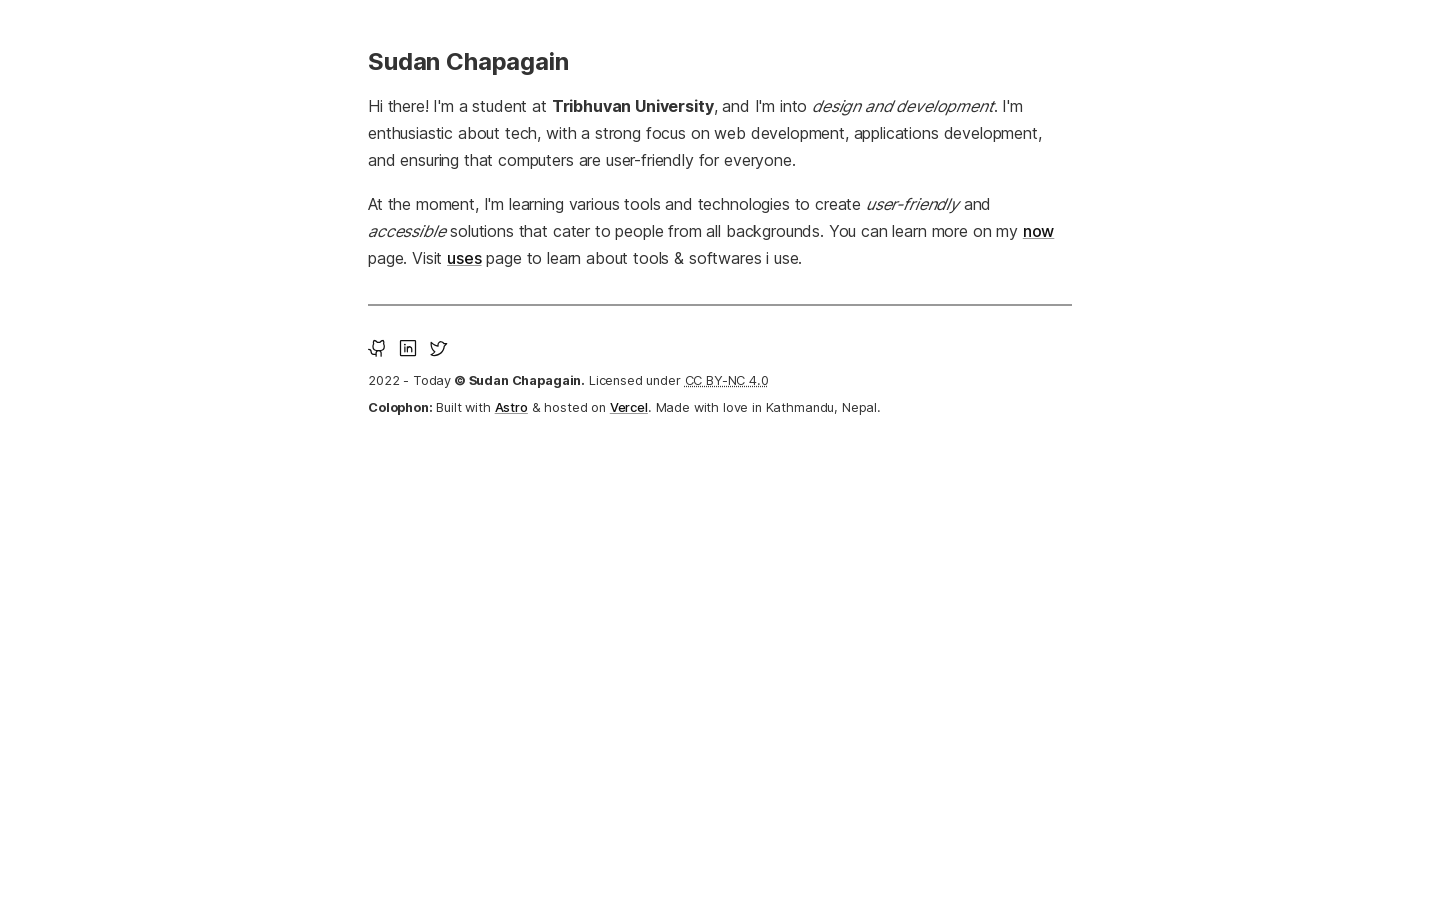 Sudan Chapagain
Hi there! I'm a student at Tribhuvan University, and I'm into design and development. I'm
enthusiastic about tech, with a strong focus on web development, applications development,
and ensuring that computers are user-friendly for everyone.
At the moment, I'm learning various tools and technologies to create user-friendly and
accessible solutions that cater to people from all backgrounds. You can learn more on my now
page. Visit uses page to learn about tools & softwares i use.
2022 - Today © Sudan Chapagain. Licensed under CC BY-NC 4.0
Colophon: Built with Astro & hosted on Vercel. Made with love in Kathmandu, Nepal.